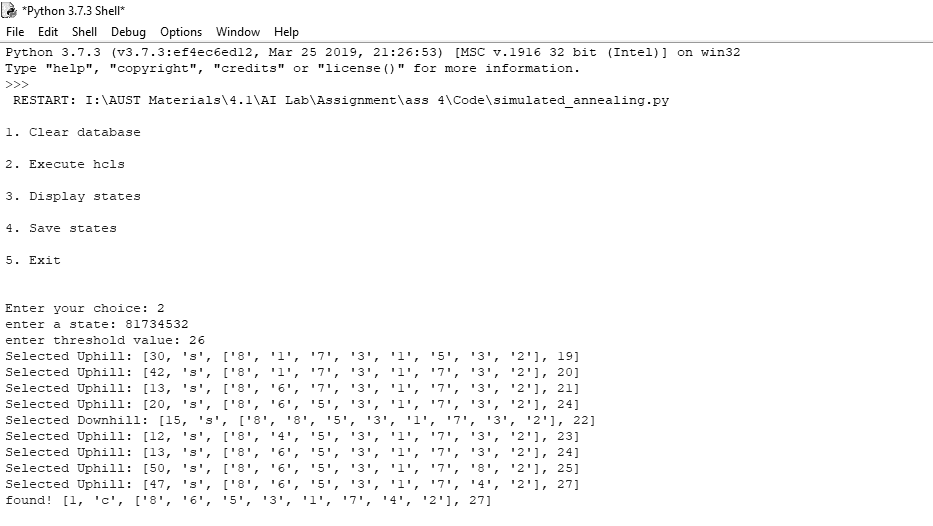 *Python 3.7.3 Shell*
File Edit Shell Debug Options Window Help
Python 3.7.3 (v3.7.3:ef4ec6ed12, Mar 25 2019, 21:26:53) [MSC v.1916 32 bit (Intel)] on win32
Type "help", "copyright", "credits" or "license()" for more information.
>>>
RESTART: I:\AUST Materials\4.1\AI Lab\Assignment\ass 4\Code\simulated_annealing.py
1. Clear database
2. Execute hcls
3. Display states
4. Save states
5. Exit
Enter your choice: 2
enter a state: 81734532
enter threshold value: 26
Selected Uphill: [30, 's', ['8', '1', '7', '3', '1', '5', '3', '2'], 19]
Selected Uphill: [42, 's', ['8', '1', '7', '3', '1', '7', '3', '2'], 20]
Selected Uphill: [13, 's', ['8', '6', '7', '3', '1', '7', '3', '2'], 21]
Selected Uphill: [20, 's', ['8', '6', '5', '3', '1', '7', '3', '2'], 24]
Selected Downhill: [15, 's', ['8', '8', '5', '3', '1', '7', '3', '2'], 22]
Selected Uphill: [12, 's', ['8', '4', '5', '3', '1', '7', '3', '2'], 23]
Selected Uphill: [13, 's', ['8', '6', '5', '3', '1', '7', '3', '2'], 24]
Selected Uphill: [50, 's', ['8', '6', '5', '3', '1', '7', '8', '2'], 25]
Selected Uphill: [47, 's', ['8', '6', '5', '3', '1', '7', '4', '2'], 27]
found! [1, 'c', ['8', '6', '5', '3', '1', '7', '4', '2'], 27]